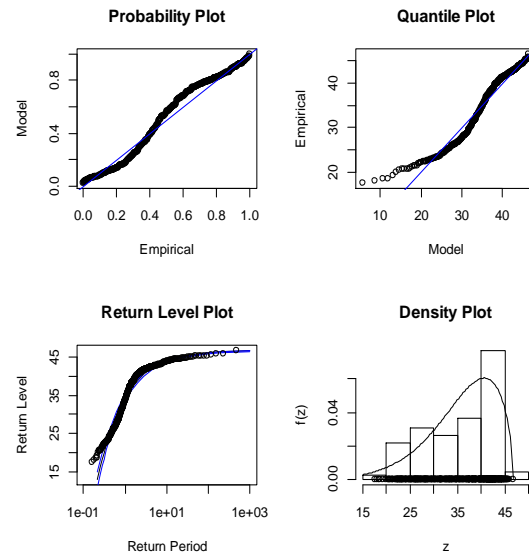 Probability Plot
Model
0.0 0.4 0.8
0.0 0.2 0.4 0.6 0.8 1.0
Empirical
Quantile Plot
Empirical
20 30 40
10 20 30 40
Model
Return Level Plot
Return Level
15 25 35 45
1e-01 1e+01 1e+03
Return Period
Density Plot
f(z)
0.00 0.04
15 25 35 45
z